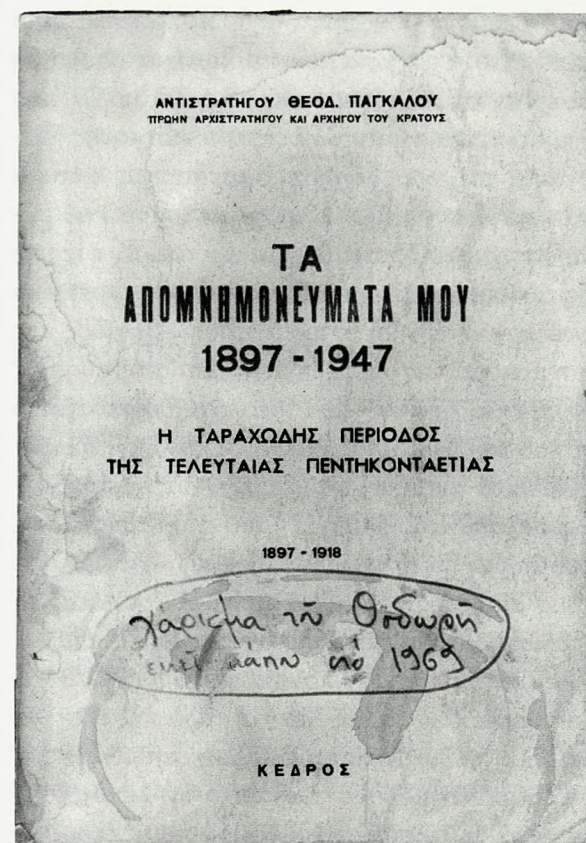 ΑΝΤΙΣΤΡΑΤΗΓΟΥ ΘΕΟΔ. ΠΑΓΚΑΛΟΥ
ΠΡΩΗΝ ΑΡΧΙΣΤΡΑΤΗΓΟΥ ΚΑΙ ΑΡΧΗΓΟΥ ΤΟΥ ΚΡΑΤΟΥΣ
ΤΑ
ΑΠΟΜΝΗΜΟΝΕΥΜΑΤΑ ΜΟΥ
1897 - 1947
Η ΤΑΡΑΧΩΔΗΣ ΠΕΡΙΟΔΟΣ
ΤΗΣ ΤΕΛΕΥΤΑΙΑΣ ΠΕΝΤΗΚΟΝΤΑΕΤΙΑΣ
1897 - 1918
χάρισμα τῦ Θοδωρῆ
1969
ΚΕΔΡΟΣ